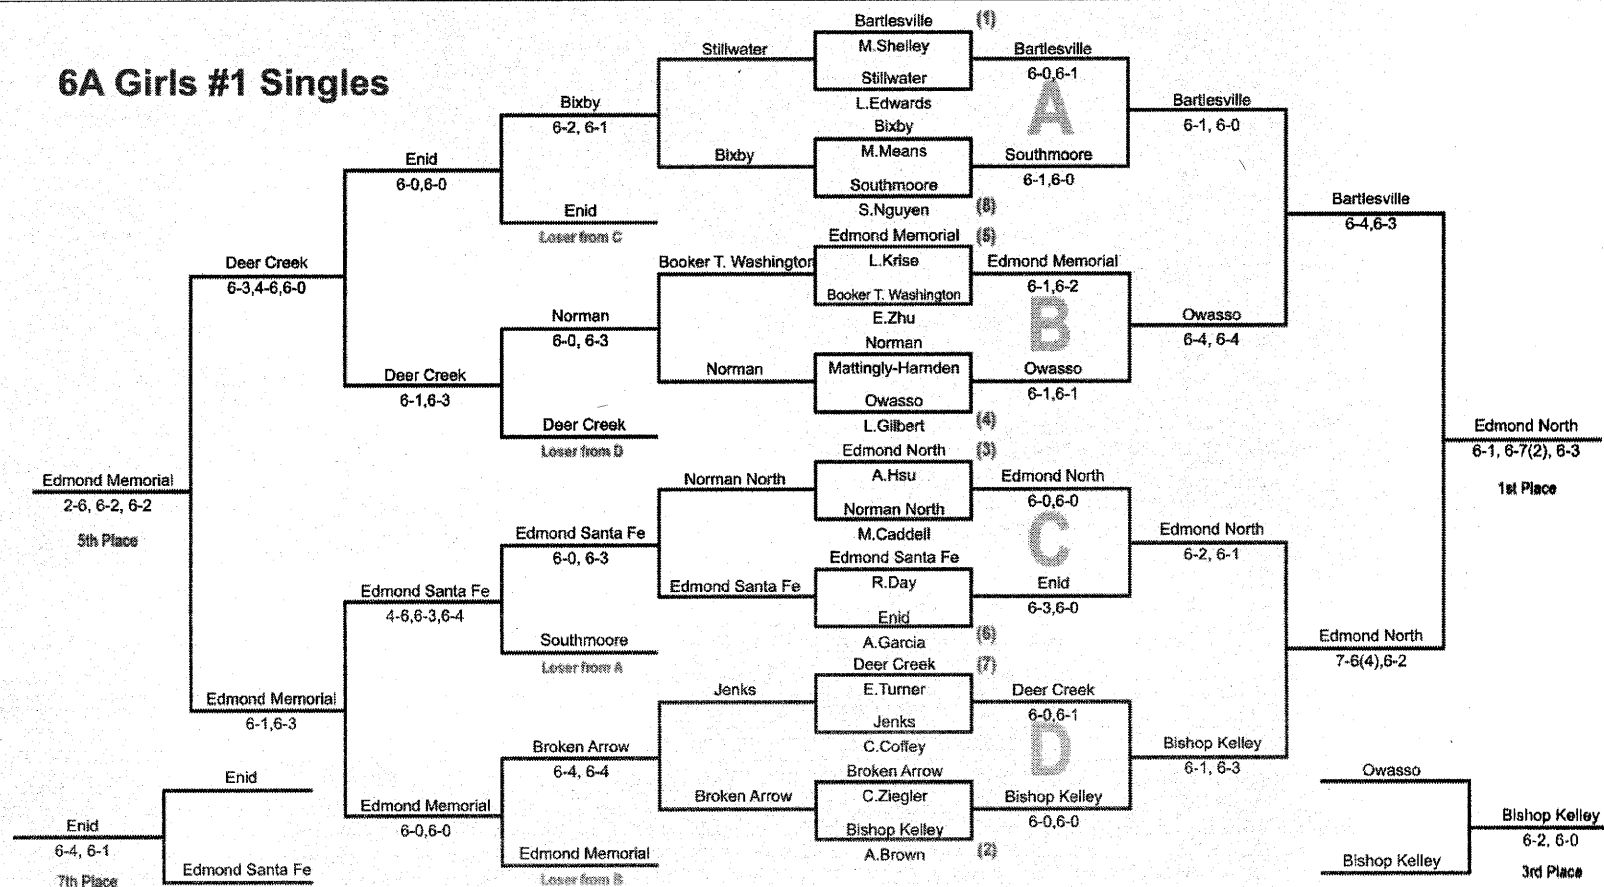 6A Girls #1 Singles
Bartlesville (1)
M.Shelley
Stillwater
L.Edwards
Bixby
M.Means
Southmoore
S.Nguyen (8)
Edmond Memorial (5)
L.Krise
Booker T. Washington
E.Zhu
Norman
Mattingly-Harnden
Owasso
L.Gilbert (4)
Edmond North (3)
A.Hsu
Norman North
M.Caddell
Edmond Santa Fe
R.Day
Enid
A.Garcia (6)
Deer Creek (7)
E.Turner
Jenks
C.Coffey
Broken Arrow
C.Ziegler
Bishop Kelley
A.Brown (2)
Bartlesville
6-0,6-1
A
Southmoore
6-1,6-0
Edmond Memorial
6-1,6-2
B
Owasso
6-1,6-1
Edmond North
6-0,6-0
C
Enid
6-3,6-0
Deer Creek
6-0,6-1
D
Bishop Kelley
6-0,6-0
Bartlesville
6-1, 6-0
Owasso
6-4, 6-4
Edmond North
6-2, 6-1
Bishop Kelley
6-1, 6-3
Bartlesville
6-4,6-3
Edmond North
7-6(4),6-2
Edmond North
6-1, 6-7(2), 6-3
1st Place
Owasso
Bishop Kelley
Bishop Kelley
6-2, 6-0
3rd Place
Stillwater
Bixby
Booker T. Washington
Norman
Norman North
Edmond Santa Fe
Jenks
Broken Arrow
Bixby
6-2, 6-1
Enid
Loser from C
Norman
6-0, 6-3
Deer Creek
Loser from D
Edmond Santa Fe
6-0, 6-3
Southmoore
Loser from A
Broken Arrow
6-4, 6-4
Edmond Memorial
Loser from B
Enid
6-0,6-0
Deer Creek
6-1,6-3
Edmond Santa Fe
4-6,6-3,6-4
Edmond Memorial
6-0,6-0
Deer Creek
6-3,4-6,6-0
Edmond Memorial
6-1,6-3
Edmond Memorial
2-6, 6-2, 6-2
5th Place
Enid
Edmond Santa Fe
Enid
6-4, 6-1
7th Place